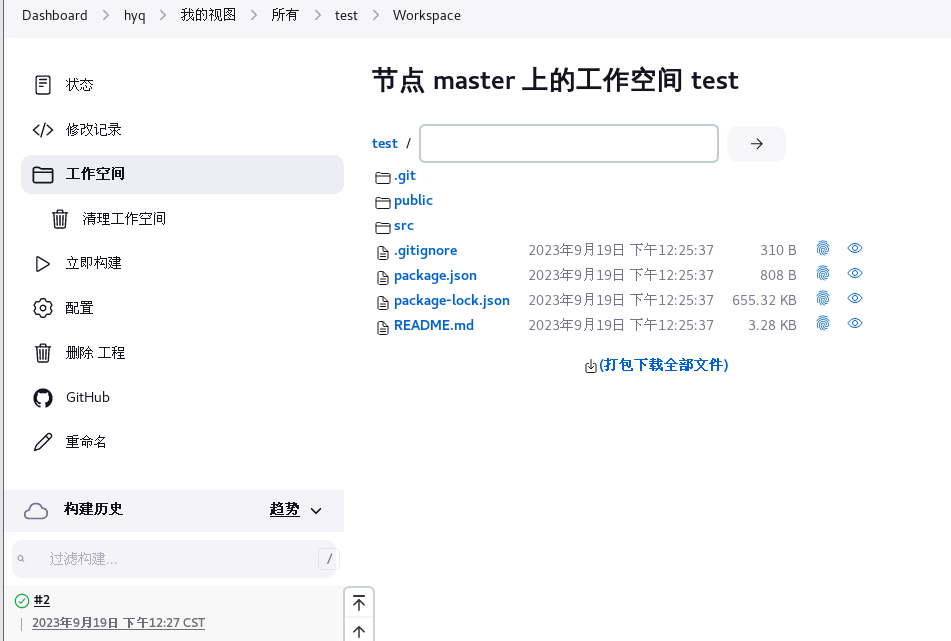 Dashboard > hyq > 我的视图 > 所有 > test > Workspace
状态
修改记录
工作空间
清理工作空间
立即构建
配置
删除 工程
GitHub
重命名
构建历史 趋势
过滤构建... /
#2
2023年9月19日 下午12:27 CST
节点 master 上的工作空间 test
test /
.git
public
src
.gitignore 2023年9月19日 下午12:25:37 310 B
package.json 2023年9月19日 下午12:25:37 808 B
package-lock.json 2023年9月19日 下午12:25:37 655.32 KB
README.md 2023年9月19日 下午12:25:37 3.28 KB
(打包下载全部文件)